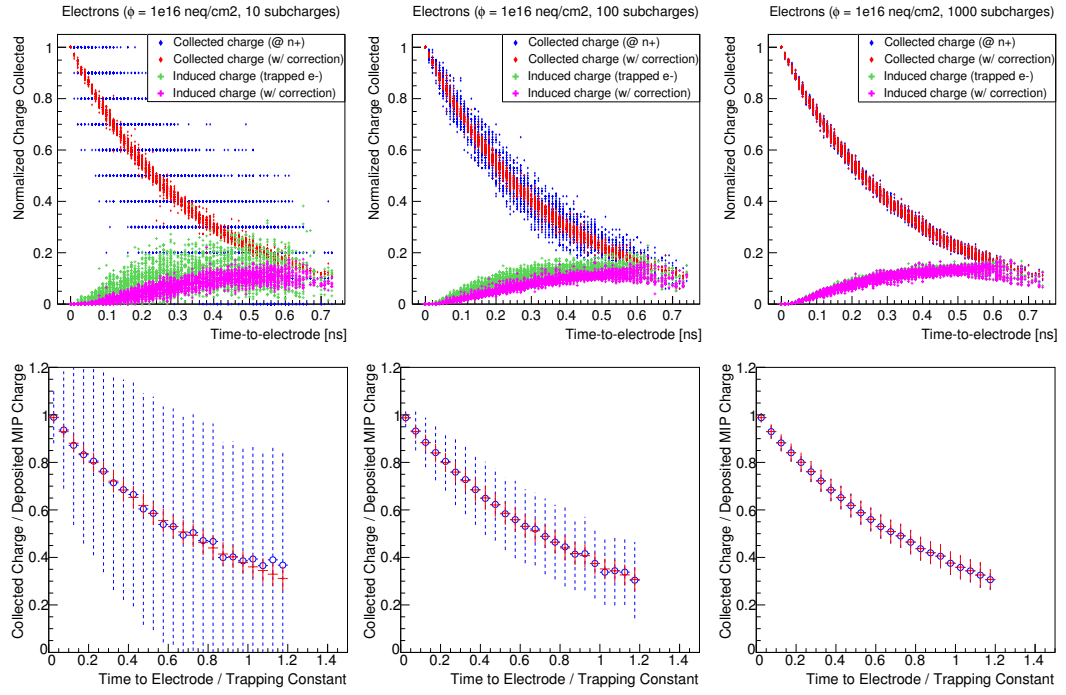 Electrons (ϕ = 1e16 neq/cm2, 10 subcharges)
Normalized Charge Collected
1
0.8
0.6
0.4
0.2
0
Collected charge (@ n+)
Collected charge (w/ correction)
Induced charge (trapped e-)
Induced charge (w/ correction)
0 0.1 0.2 0.3 0.4 0.5 0.6 0.7
Time-to-electrode [ns]
Electrons (ϕ = 1e16 neq/cm2, 100 subcharges)
Normalized Charge Collected
1
0.8
0.6
0.4
0.2
0
Collected charge (@ n+)
Collected charge (w/ correction)
Induced charge (trapped e-)
Induced charge (w/ correction)
0 0.1 0.2 0.3 0.4 0.5 0.6 0.7
Time-to-electrode [ns]
Electrons (ϕ = 1e16 neq/cm2, 1000 subcharges)
Normalized Charge Collected
1
0.8
0.6
0.4
0.2
0
Collected charge (@ n+)
Collected charge (w/ correction)
Induced charge (trapped e-)
Induced charge (w/ correction)
0 0.1 0.2 0.3 0.4 0.5 0.6 0.7
Time-to-electrode [ns]
Collected Charge / Deposited MIP Charge
1.2
1
0.8
0.6
0.4
0.2
0
0 0.2 0.4 0.6 0.8 1 1.2 1.4
Time to Electrode / Trapping Constant
Collected Charge / Deposited MIP Charge
1.2
1
0.8
0.6
0.4
0.2
0
0 0.2 0.4 0.6 0.8 1 1.2 1.4
Time to Electrode / Trapping Constant
Collected Charge / Deposited MIP Charge
1.2
1
0.8
0.6
0.4
0.2
0
0 0.2 0.4 0.6 0.8 1 1.2 1.4
Time to Electrode / Trapping Constant